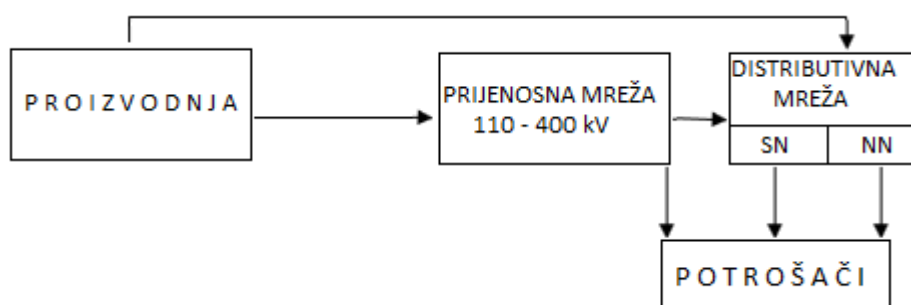 P R O I Z V O D N J A
PRIJENOSNA MREŽA
110 - 400 kV
DISTRIBUTIVNA
MREŽA
SN
NN
P O T R O Š A Č I